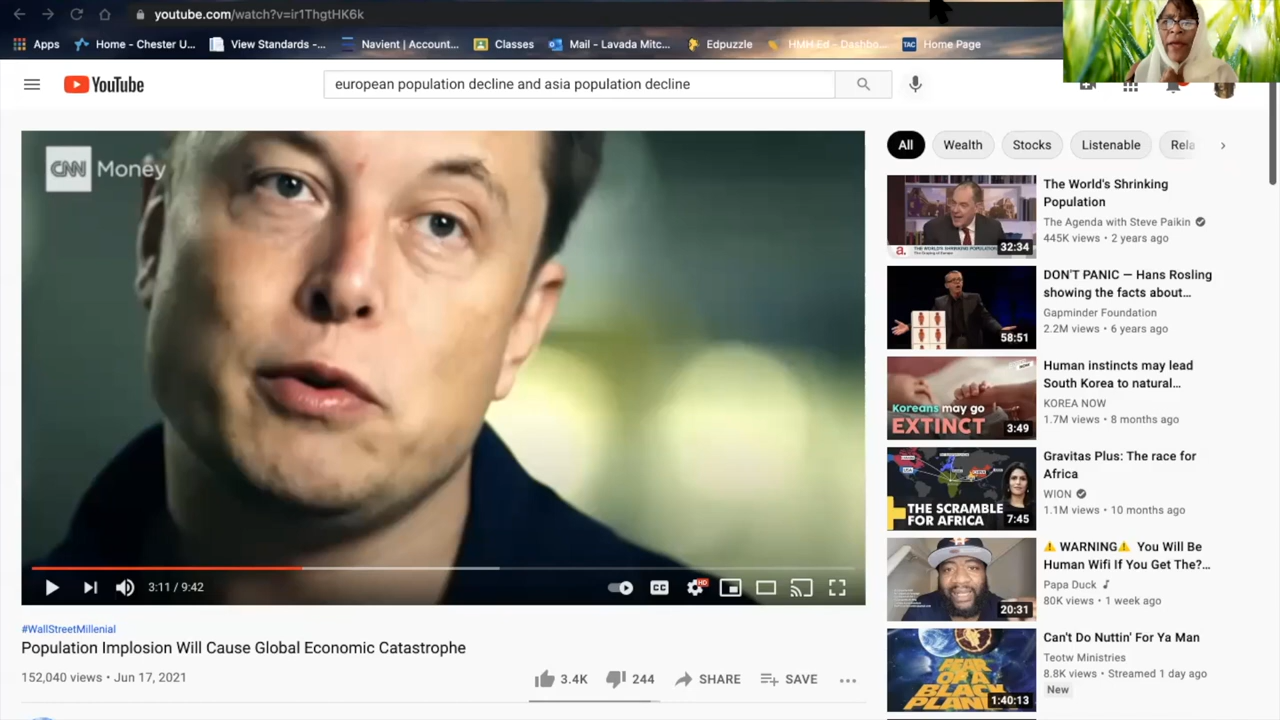 youtube.com/watch?v=ir1ThgtHK6k
Apps
Home - Chester U...
View Standards -...
Navient | Account...
Classes
Mail - Lavada Mitc...
Edpuzzle
HMH Ed - Dashbo...
TAC
Home Page
YouTube
european population decline and asia population decline
CNN Money
3:11 / 9:42
CC
HD
#WallStreetMillenial
Population Implosion Will Cause Global Economic Catastrophe
152,040 views • Jun 17, 2021
3.4K
244
SHARE
SAVE
All
Wealth
Stocks
Listenable
Rela
a.
32:34
The World's Shrinking
Population
The Agenda with Steve Paikin
445K views • 2 years ago
58:51
DON'T PANIC — Hans Rosling
showing the facts about...
Gapminder Foundation
2.2M views • 6 years ago
Koreans may go
EXTINCT
3:49
Human instincts may lead
South Korea to natural...
KOREA NOW
1.7M views • 8 months ago
THE SCRAMBLE
FOR AFRICA
7:45
Gravitas Plus: The race for
Africa
WION
1.1M views • 10 months ago
20:31
⚠️ WARNING⚠️ You Will Be
Human Wifi If You Get The?...
Papa Duck
80K views • 1 week ago
FEAR
OF A
BLACK
PLANET
1:40:13
Can't Do Nuttin' For Ya Man
Teotw Ministries
8.8K views • Streamed 1 day ago
New